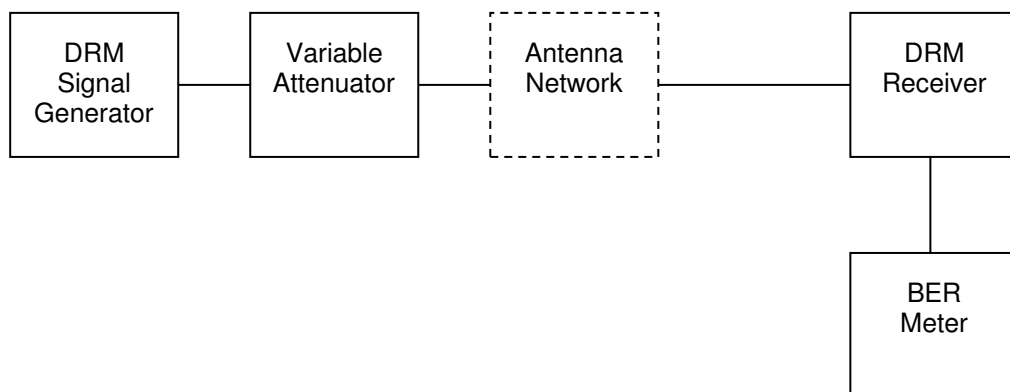 DRM
Signal
Generator
Variable
Attenuator
Antenna
Network
DRM
Receiver
BER
Meter